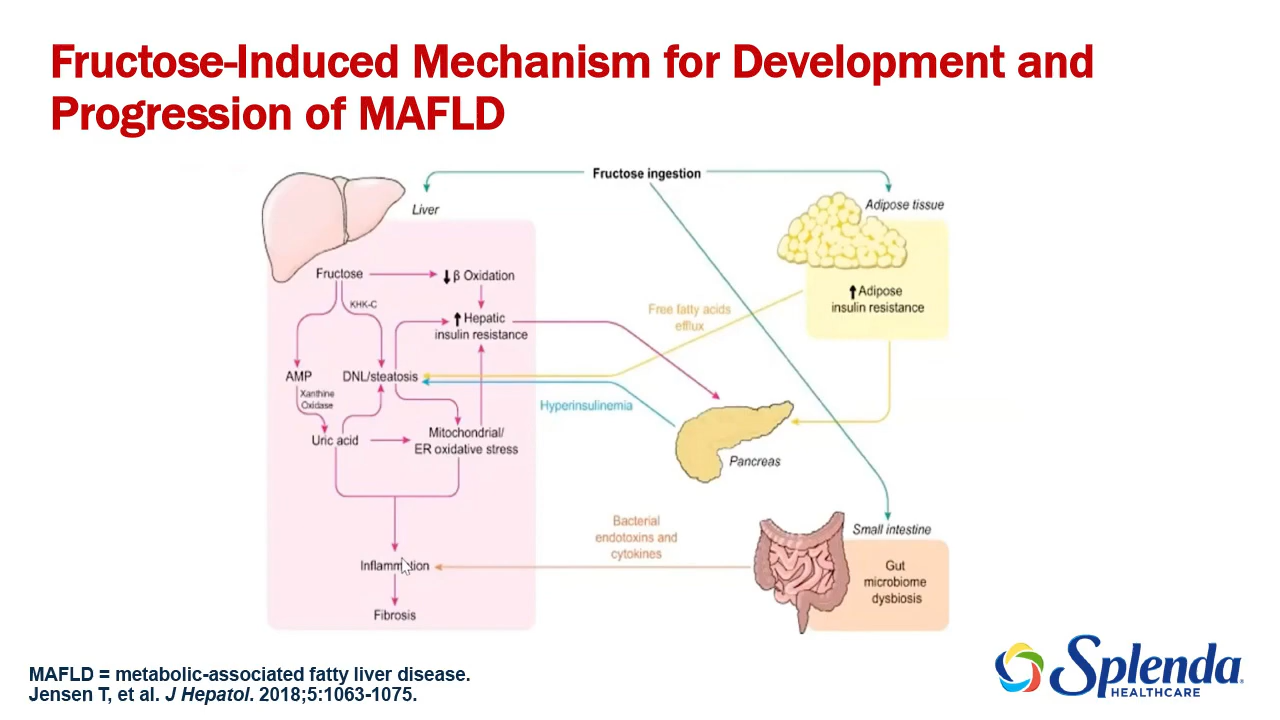 Fructose-Induced Mechanism for Development and
Progression of MAFLD
Fructose ingestion
Liver
Adipose tissue
Fructose
↓β Oxidation
KHK-C
↑Hepatic
insulin resistance
Free fatty acids
efflux
↑Adipose
insulin resistance
AMP
DNL/steatosis
Xanthine
Oxidase
Hyperinsulinemia
Uric acid
Mitochondrial/
ER oxidative stress
Pancreas
Bacterial
endotoxins and
cytokines
Small intestine
Inflammation
Gut
microbiome
dysbiosis
Fibrosis
MAFLD = metabolic-associated fatty liver disease.
Jensen T, et al. J Hepatol. 2018;5:1063-1075.
Splenda
HEALTHCARE™